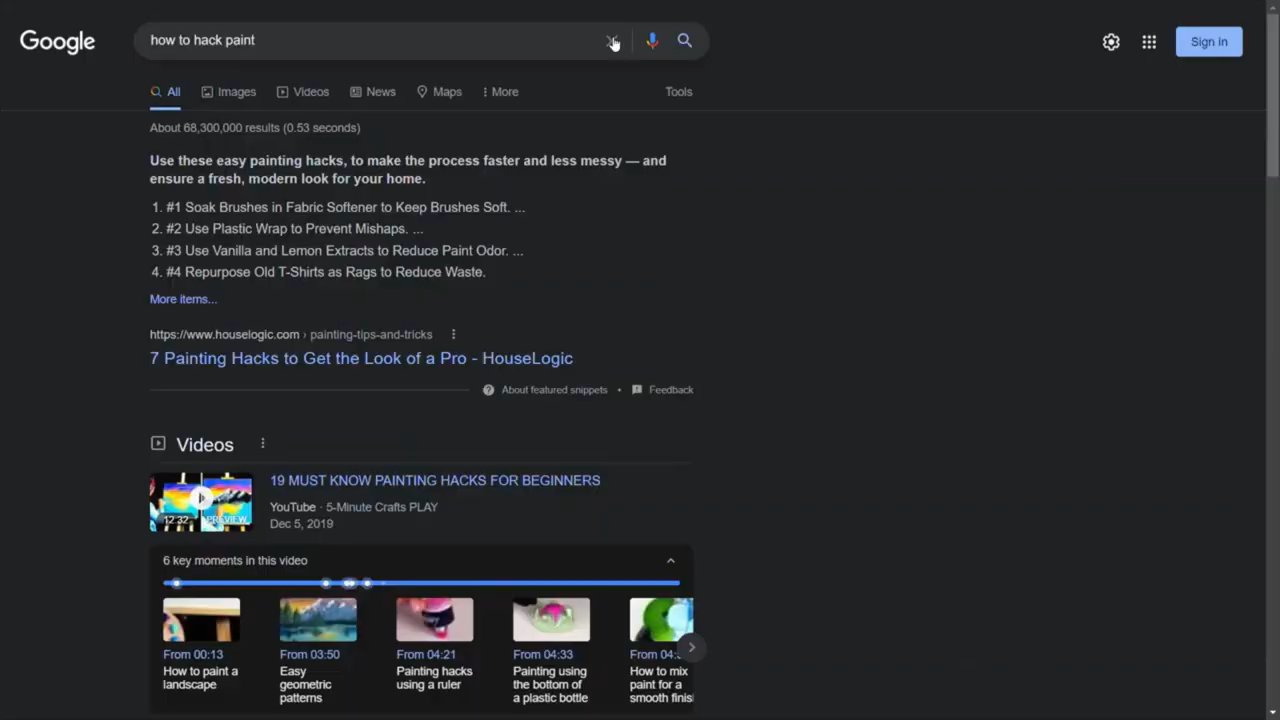 Google
how to hack paint
Sign in
All
Images
Videos
News
Maps
More
Tools
About 68,300,000 results (0.53 seconds)
Use these easy painting hacks, to make the process faster and less messy — and
ensure a fresh, modern look for your home.
1. #1 Soak Brushes in Fabric Softener to Keep Brushes Soft. ...
2. #2 Use Plastic Wrap to Prevent Mishaps. ...
3. #3 Use Vanilla and Lemon Extracts to Reduce Paint Odor. ...
4. #4 Repurpose Old T-Shirts as Rags to Reduce Waste.
More items...
https://www.houselogic.com › painting-tips-and-tricks
7 Painting Hacks to Get the Look of a Pro - HouseLogic
About featured snippets • Feedback
Videos
19 MUST KNOW PAINTING HACKS FOR BEGINNERS
YouTube · 5-Minute Crafts PLAY
Dec 5, 2019
12:32 PREVIEW
6 key moments in this video
From 00:13
How to paint a
landscape
From 03:50
Easy
geometric
patterns
From 04:21
Painting hacks
using a ruler
From 04:33
Painting using
the bottom of
a plastic bottle
From
How to mix
paint for a
smooth